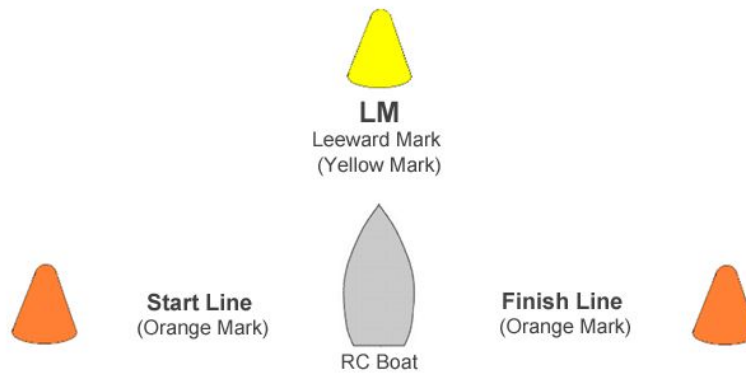 LM
Leeward Mark
(Yellow Mark)
Start Line
(Orange Mark)
Finish Line
(Orange Mark)
RC Boat